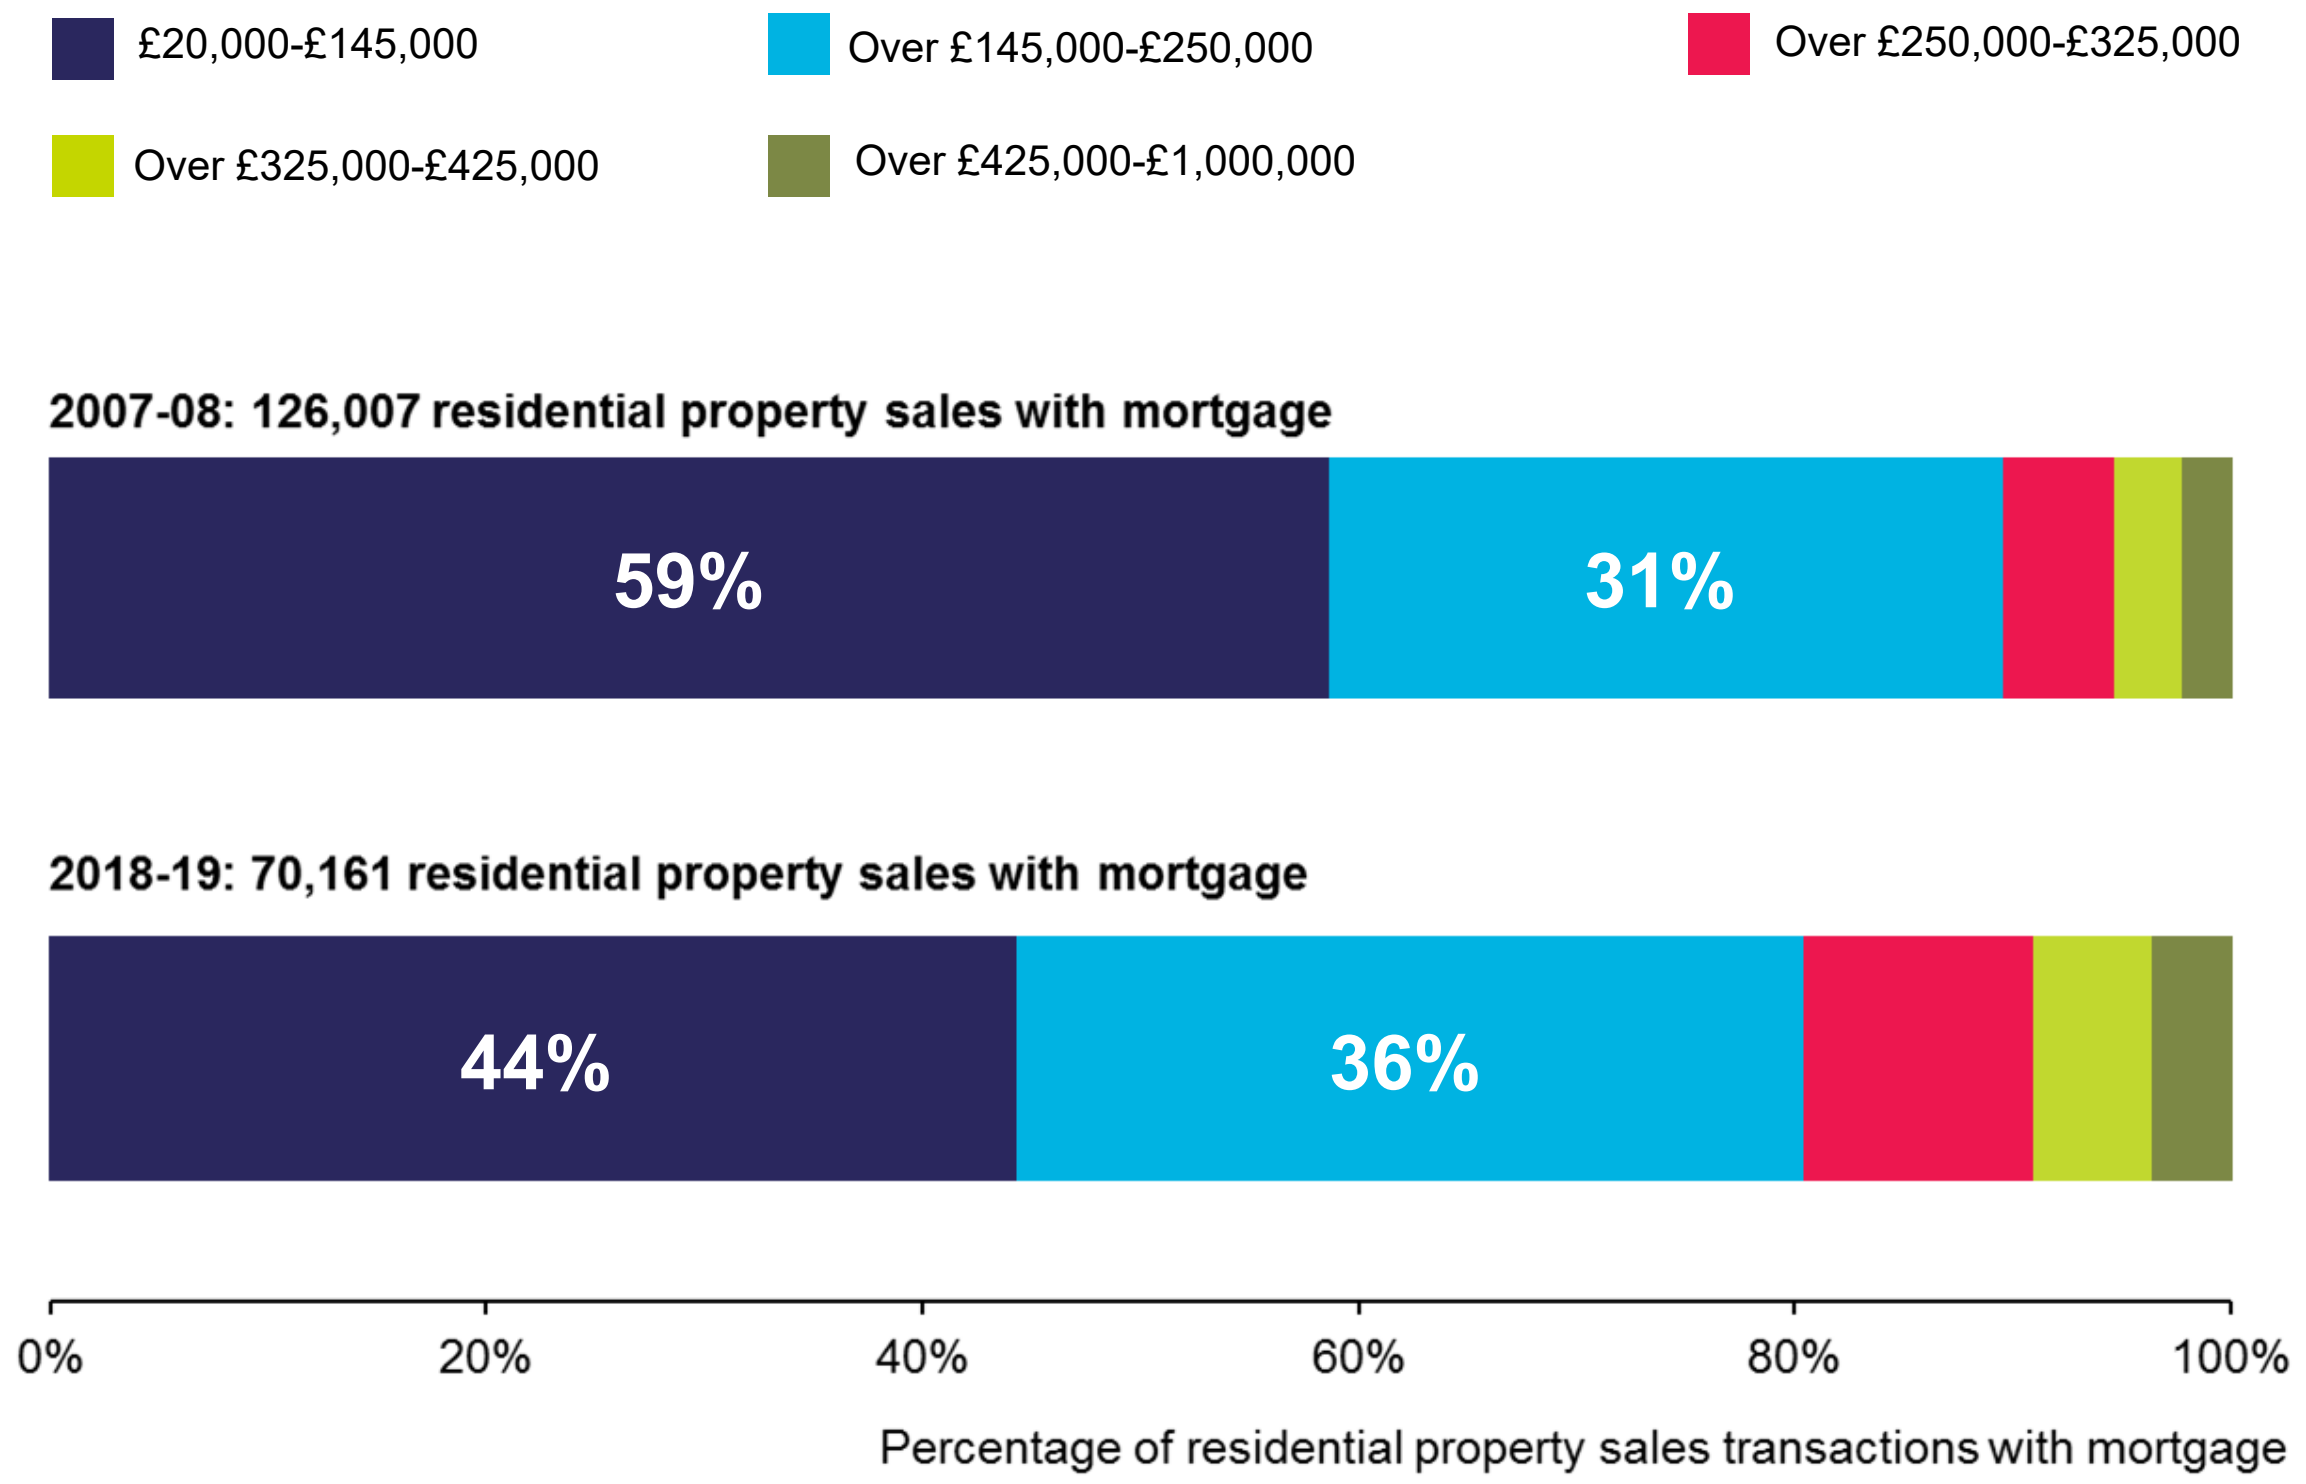 £20,000-£145,000
Over £145,000-£250,000
Over £250,000-£325,000
Over £325,000-£425,000
Over £425,000-£1,000,000
2007-08: 126,007 residential property sales with mortgage
59%
31%
2018-19: 70,161 residential property sales with mortgage
44%
36%
0%
20%
40%
60%
80%
100%
Percentage of residential property sales transactions with mortgage